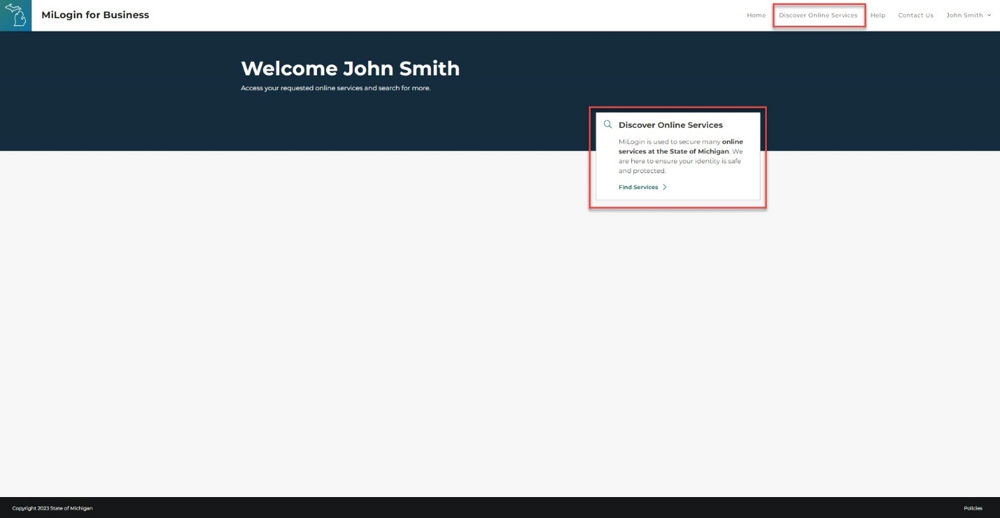 MiLogin for Business
Home
Discover Online Services
Help
Contact Us
John Smith
Welcome John Smith
Access your requested online services and search for more.
Discover Online Services
MiLogin is used to secure many online
services at the State of Michigan. We
are here to ensure your identity is safe
and protected.
Find Services
Copyright 2023 State of Michigan
Policies